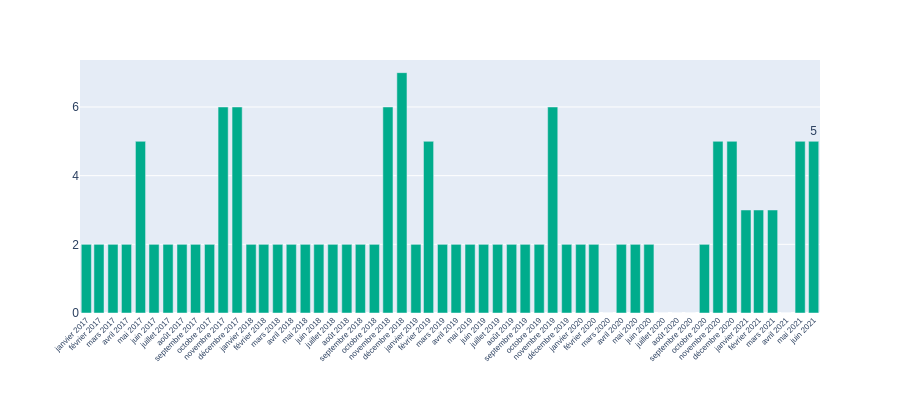 6
4
2
0
5
janvier 2017
février 2017
mars 2017
avril 2017
mai 2017
juin 2017
juillet 2017
août 2017
septembre 2017
octobre 2017
novembre 2017
décembre 2017
janvier 2018
février 2018
mars 2018
avril 2018
mai 2018
juin 2018
juillet 2018
août 2018
septembre 2018
octobre 2018
novembre 2018
décembre 2018
janvier 2019
février 2019
mars 2019
avril 2019
mai 2019
juin 2019
juillet 2019
août 2019
septembre 2019
octobre 2019
novembre 2019
décembre 2019
janvier 2020
février 2020
mars 2020
avril 2020
mai 2020
juin 2020
juillet 2020
août 2020
septembre 2020
octobre 2020
novembre 2020
décembre 2020
janvier 2021
février 2021
mars 2021
avril 2021
mai 2021
juin 2021